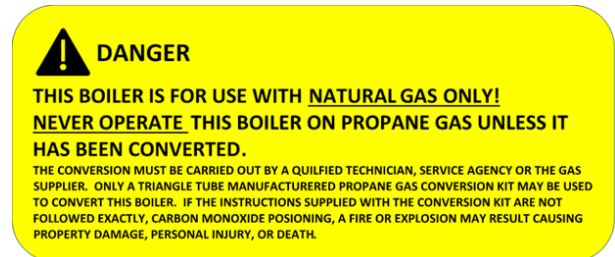 DANGER
THIS BOILER IS FOR USE WITH NATURAL GAS ONLY!
NEVER OPERATE THIS BOILER ON PROPANE GAS UNLESS IT
HAS BEEN CONVERTED.
THE CONVERSION MUST BE CARRIED OUT BY A QUILFIED TECHNICIAN, SERVICE AGENCY OR THE GAS
SUPPLIER. ONLY A TRIANGLE TUBE MANUFACTURERED PROPANE GAS CONVERSION KIT MAY BE USED
TO CONVERT THIS BOILER. IF THE INSTRUCTIONS SUPPLIED WITH THE CONVERSION KIT ARE NOT
FOLLOWED EXACTLY, CARBON MONOXIDE POSIONING, A FIRE OR EXPLOSION MAY RESULT CAUSING
PROPERTY DAMAGE, PERSONAL INJURY, OR DEATH.